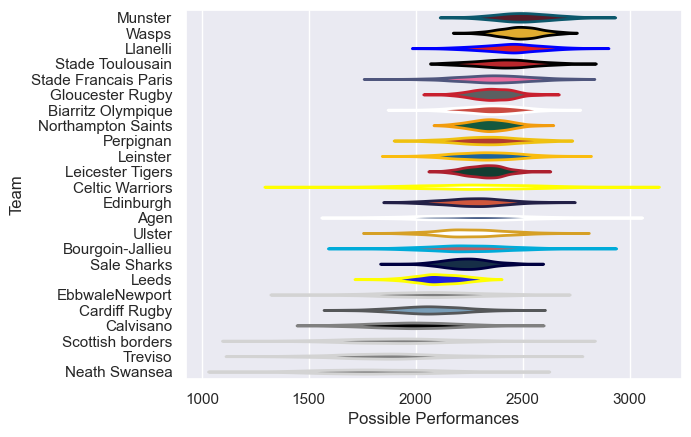 Munster
Wasps
Llanelli
Stade Toulousain
Stade Francais Paris
Gloucester Rugby
Biarritz Olympique
Northampton Saints
Perpignan
Leinster
Leicester Tigers
Celtic Warriors
Edinburgh
Agen
Ulster
Bourgoin-Jallieu
Sale Sharks
Leeds
EbbwaleNewport
Cardiff Rugby
Calvisano
Scottish borders
Treviso
Neath Swansea
Team
1000 1500 2000 2500 3000
Possible Performances